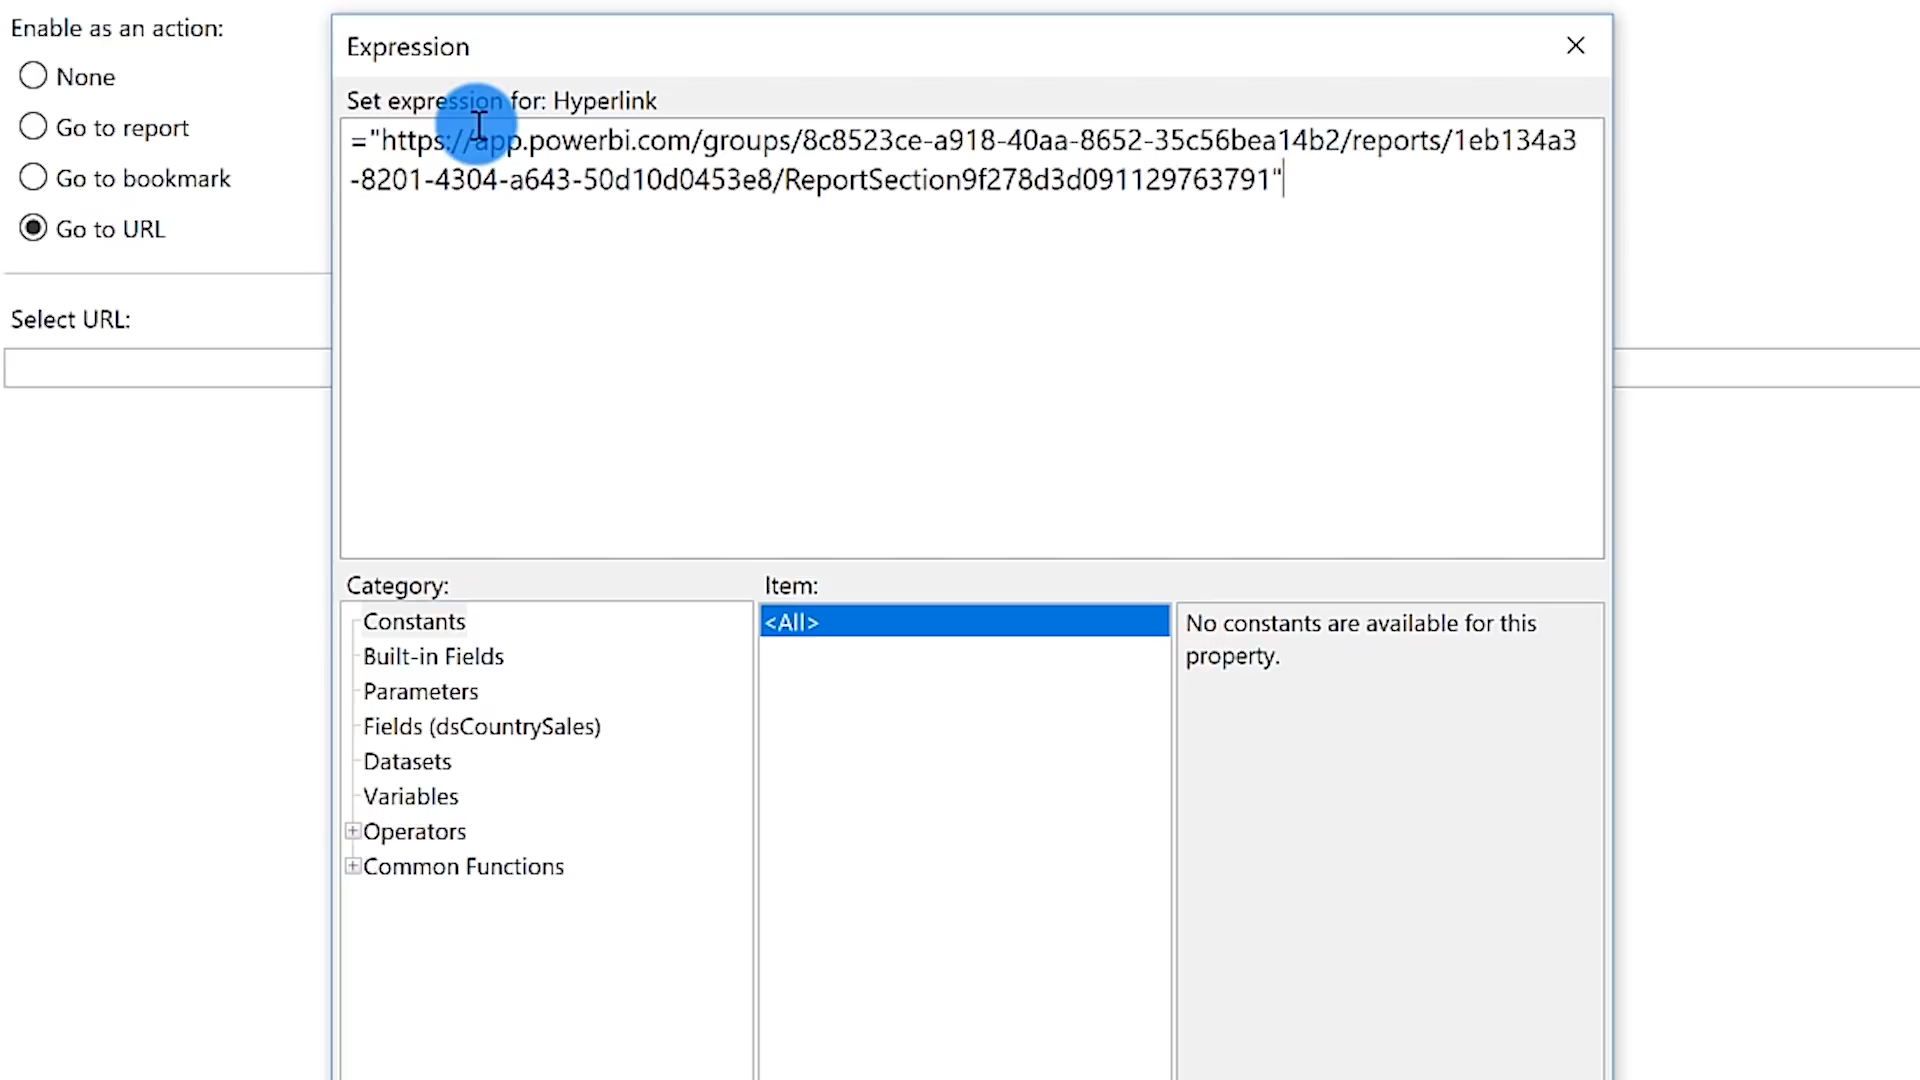 Enable as an action:
None
Go to report
Go to bookmark
Go to URL
Select URL:
Expression
Set expression for: Hyperlink
="https://app.powerbi.com/groups/8c8523ce-a918-40aa-8652-35c56bea14b2/reports/1eb134a3
-8201-4304-a643-50d10d0453e8/ReportSection9f278d3d091129763791"
Category:
Constants
Built-in Fields
Parameters
Fields (dsCountrySales)
Datasets
Variables
Operators
Common Functions
Item:
<All>
No constants are available for this
property.